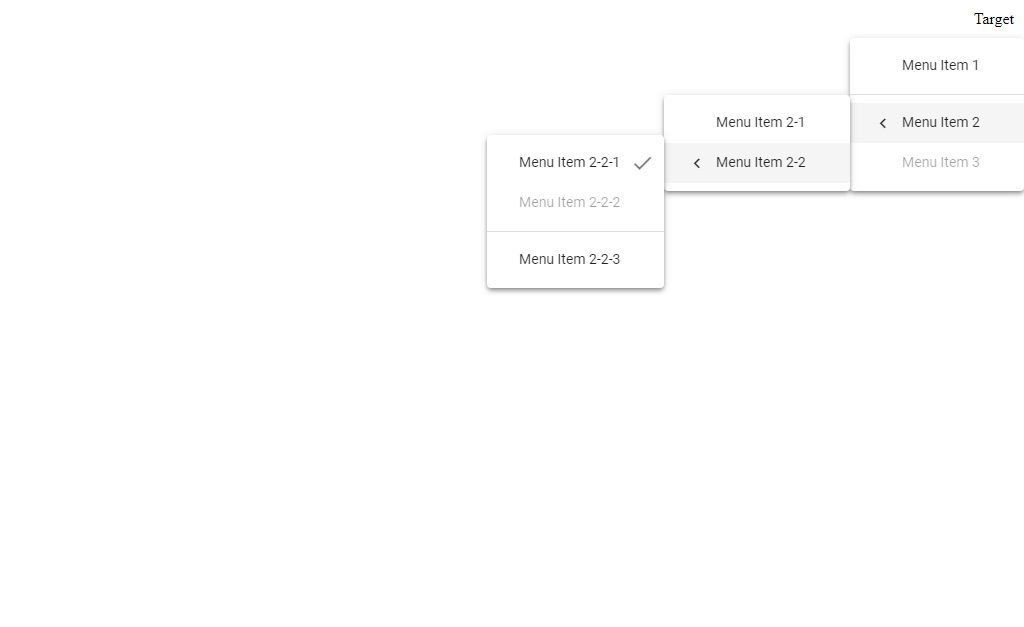 Target
Menu Item 1
Menu Item 2
Menu Item 3
Menu Item 2-1
Menu Item 2-2
Menu Item 2-2-1
Menu Item 2-2-2
Menu Item 2-2-3